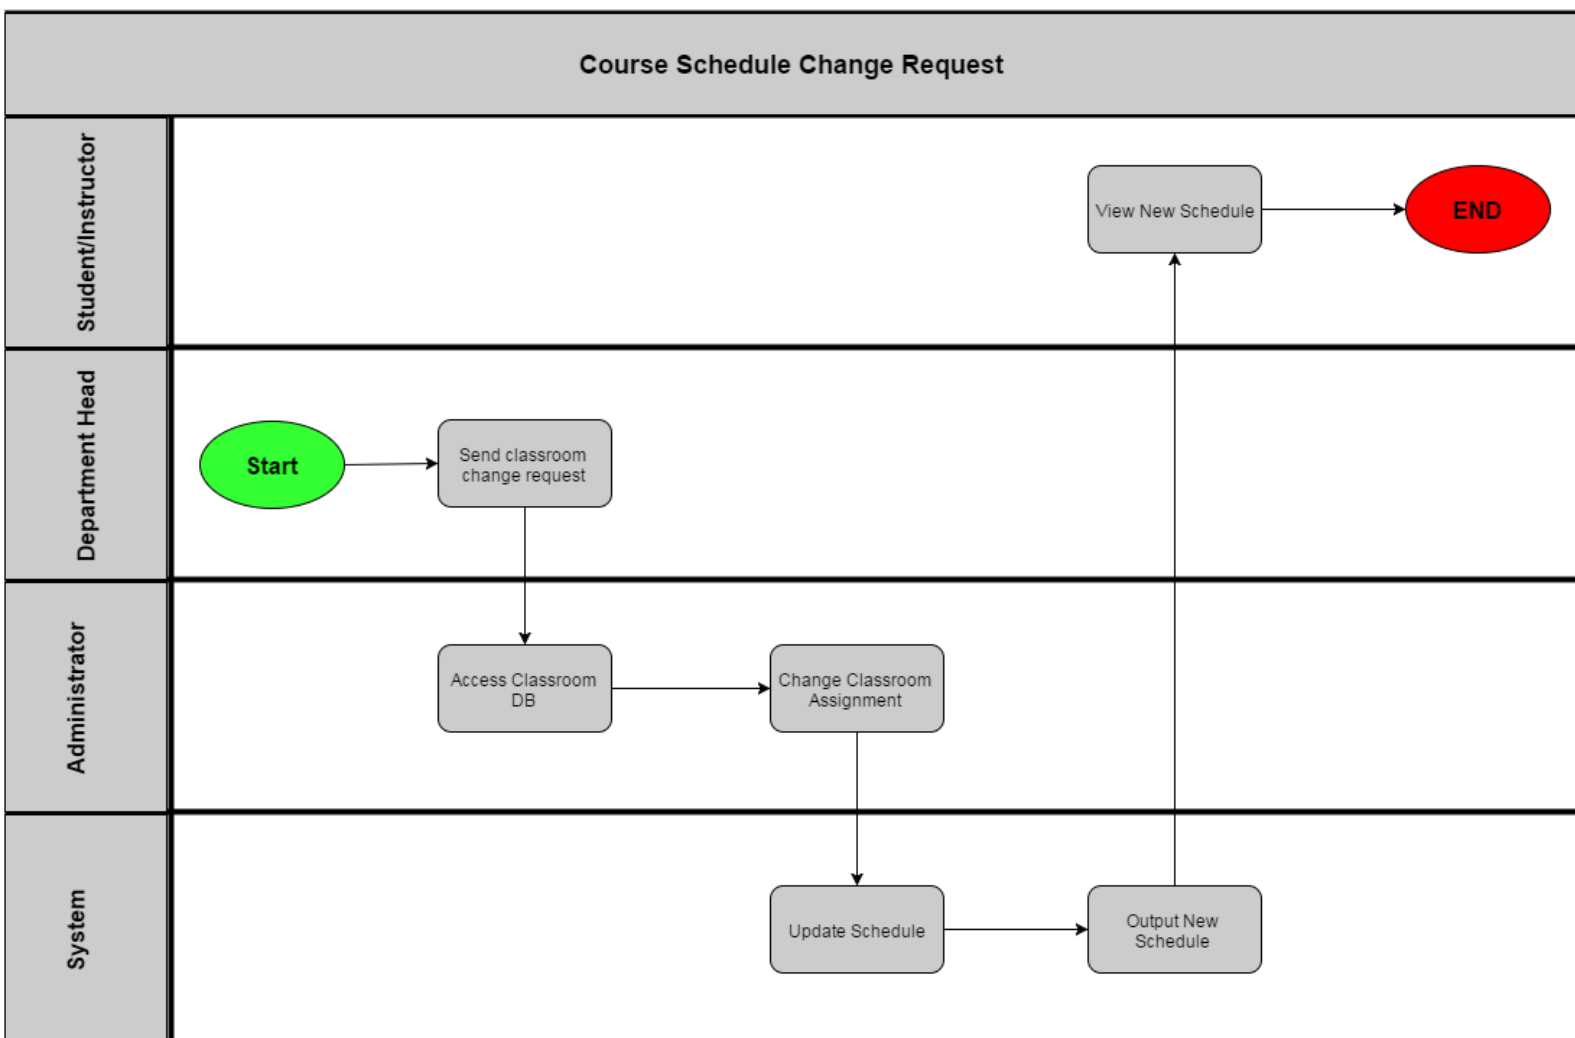 Course Schedule Change Request
Student/Instructor
View New Schedule
END
Department Head
Start
Send classroom
change request
Administrator
Access Classroom
DB
Change Classroom
Assignment
System
Update Schedule
Output New
Schedule